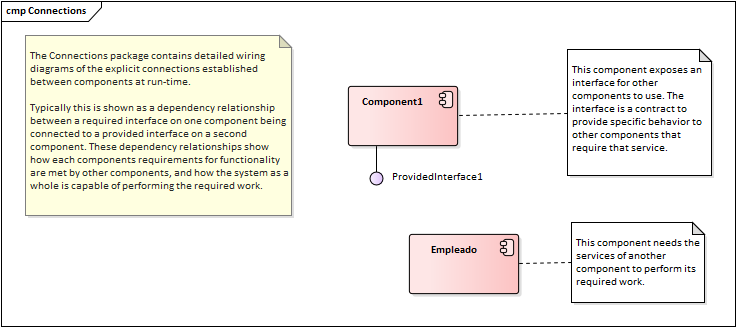 cmp Connections
The Connections package contains detailed wiring
diagrams of the explicit connections established
between components at run-time.
Typically this is shown as a dependency relationship
between a required interface on one component being
connected to a provided interface on a second
component. These dependency relationships show
how each components requirements for functionality
are met by other components, and how the system as a
whole is capable of performing the required work.
Component1
ProvidedInterface1
This component exposes an
interface for other
components to use. The
interface is a contract to
provide specific behavior to
other components that
require that service.
Empleado
This component needs the
services of another
component to perform its
required work.